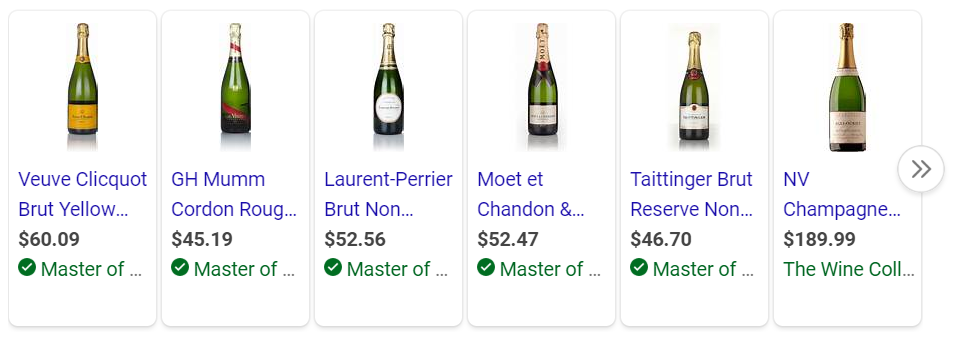 Veuve Clicquot
Brut Yellow...
$60.09
Master of ...
GH Mumm
Cordon Roug...
$45.19
Master of ...
Laurent-Perrier
Brut Non...
$52.56
Master of ...
Moet et
Chandon &...
$52.47
Master of ...
Taittinger Brut
Reserve Non...
$46.70
Master of ...
NV
Champagne...
$189.99
The Wine Coll...